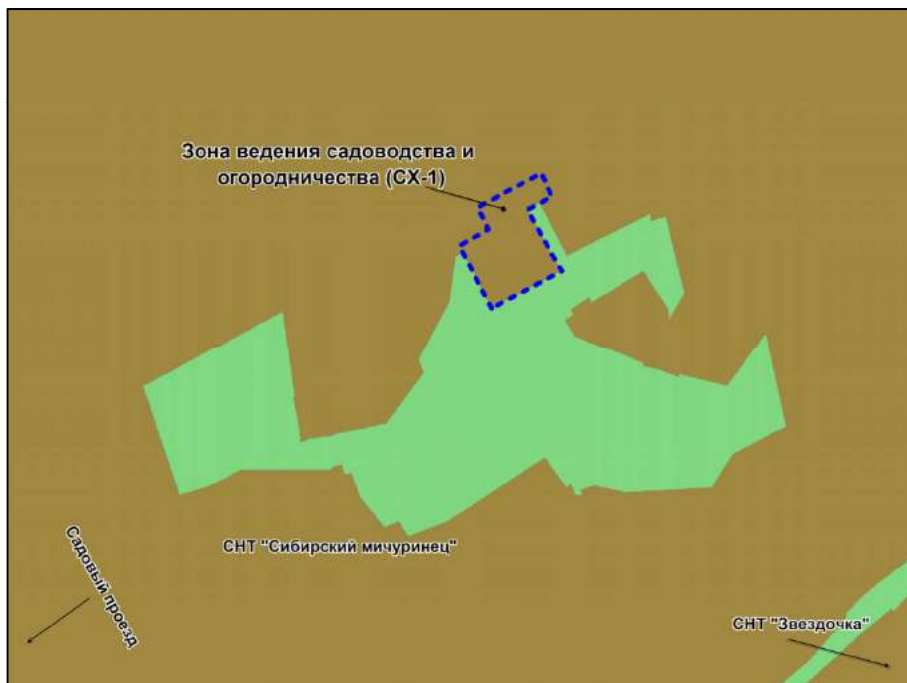 Зона ведения садоводства и
огородничества (СХ-1)
СНТ "Сибирский мичуринец"
Садовый проезд
СНТ "Звездочка"